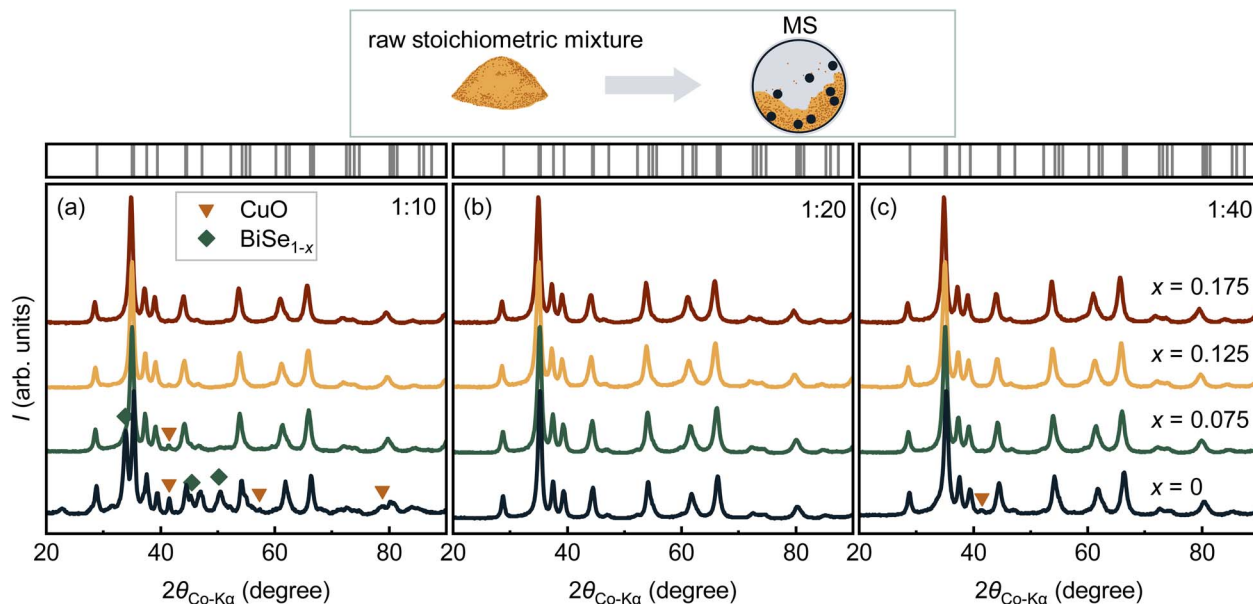 raw stoichiometric mixture
MS
(a)
CuO
BiSe1-x
1:10
(b)
1:20
(c)
1:40
x = 0.175
x = 0.125
x = 0.075
x = 0
I (arb. units)
20 40 60 80 20 40 60 80 20 40 60 80
2θCo-Kα (degree) 2θCo-Kα (degree) 2θCo-Kα (degree)